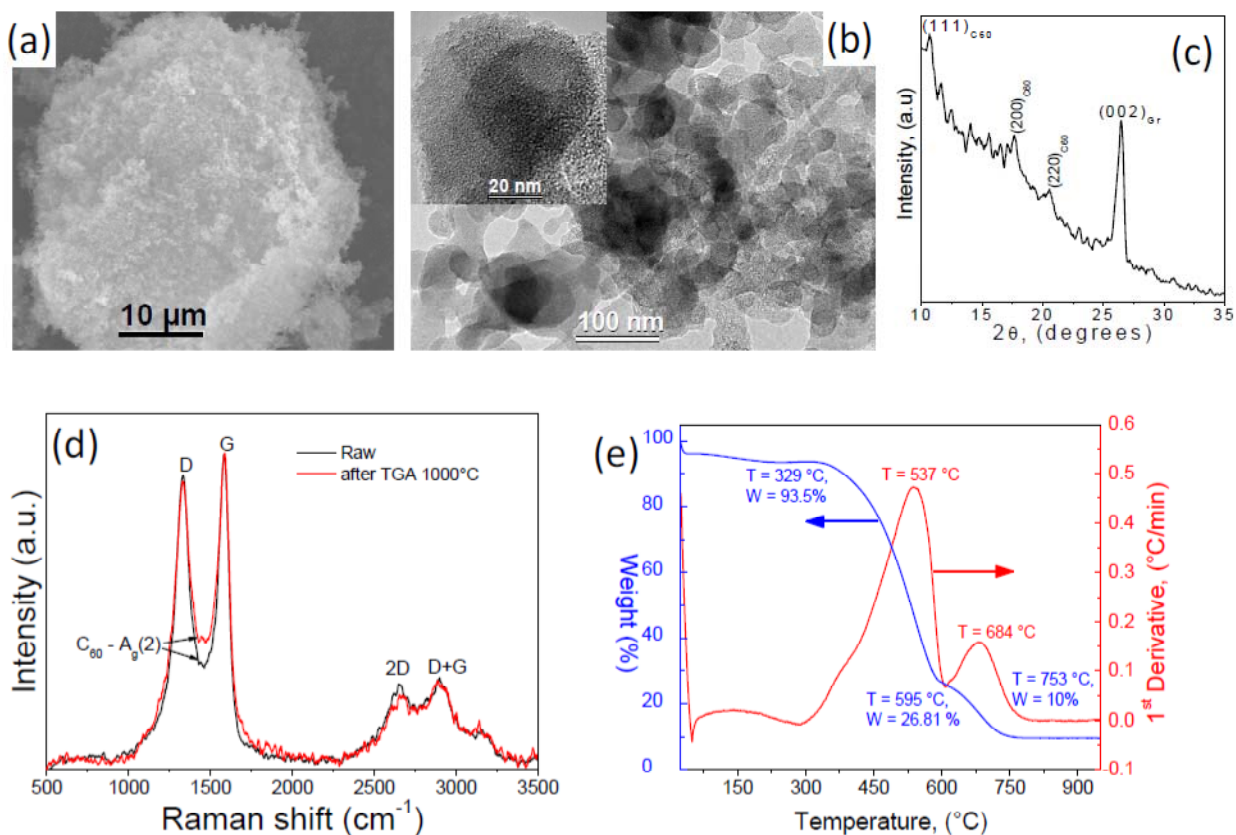 (a)
10 µm
(b)
20 nm
100 nm
(c)
(111)C60
(200)C60
(220)C60
(002)Gr
Intensity, (a.u)
10 15 20 25 30 35
2θ, (degrees)
(d)
D
G
Raw
after TGA 1000°C
C60 - Ag(2)
2D
D+G
Intensity (a.u.)
500 1000 1500 2000 2500 3000 3500
Raman shift (cm-1)
(e)
100
80
60
40
20
0
Weight (%)
T = 329 °C,
W = 93.5%
T = 537 °C
T = 684 °C
T = 595 °C,
W = 26.81 %
T = 753 °C
W = 10%
0.6
0.5
0.4
0.3
0.2
0.1
0.0
-0.1
1st Derivative, (°C/min)
150 300 450 600 750 900
Temperature, (°C)